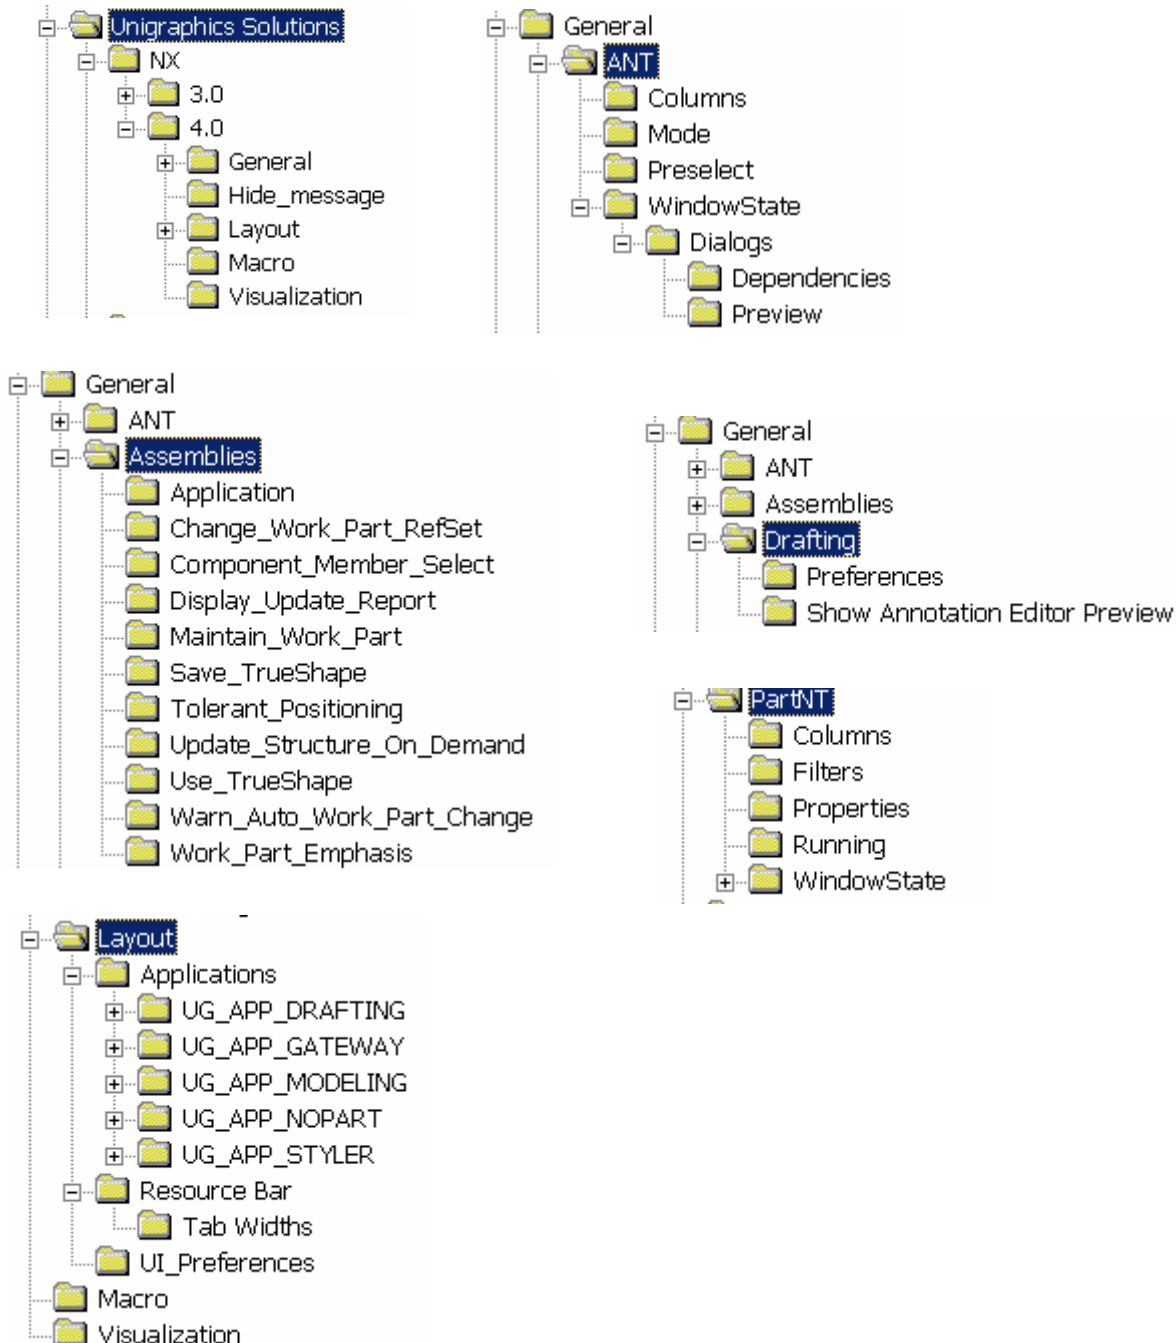 Unigraphics Solutions
NX
3.0
4.0
General
Hide_message
Layout
Macro
Visualization
General
ANT
Columns
Mode
Preselect
WindowState
Dialogs
Dependencies
Preview
General
ANT
Assemblies
Application
Change_Work_Part_RefSet
Component_Member_Select
Display_Update_Report
Maintain_Work_Part
Save_TrueShape
Tolerant_Positioning
Update_Structure_On_Demand
Use_TrueShape
Warn_Auto_Work_Part_Change
Work_Part_Emphasis
General
ANT
Assemblies
Drafting
Preferences
Show Annotation Editor Preview
PartNT
Columns
Filters
Properties
Running
WindowState
Layout
Applications
UG_APP_DRAFTING
UG_APP_GATEWAY
UG_APP_MODELING
UG_APP_NOPART
UG_APP_STYLER
Resource Bar
Tab Widths
UI_Preferences
Macro
Visualization